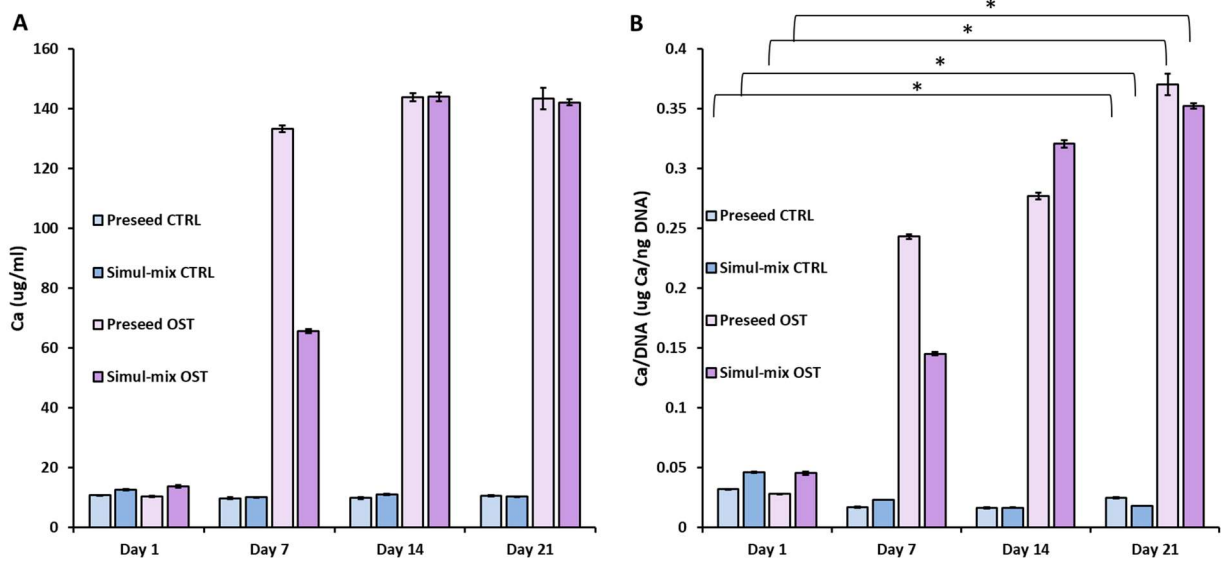 A
160
140
120
100
80
60
40
20
0
Ca (ug/ml)
Preseed CTRL
Simul-mix CTRL
Preseed OST
Simul-mix OST
Day 1
Day 7
Day 14
Day 21
B
*
*
*
*
0.4
0.35
0.3
0.25
0.2
0.15
0.1
0.05
0
Ca/DNA (ug Ca/ng DNA)
Preseed CTRL
Simul-mix CTRL
Preseed OST
Simul-mix OST
Day 1
Day 7
Day 14
Day 21